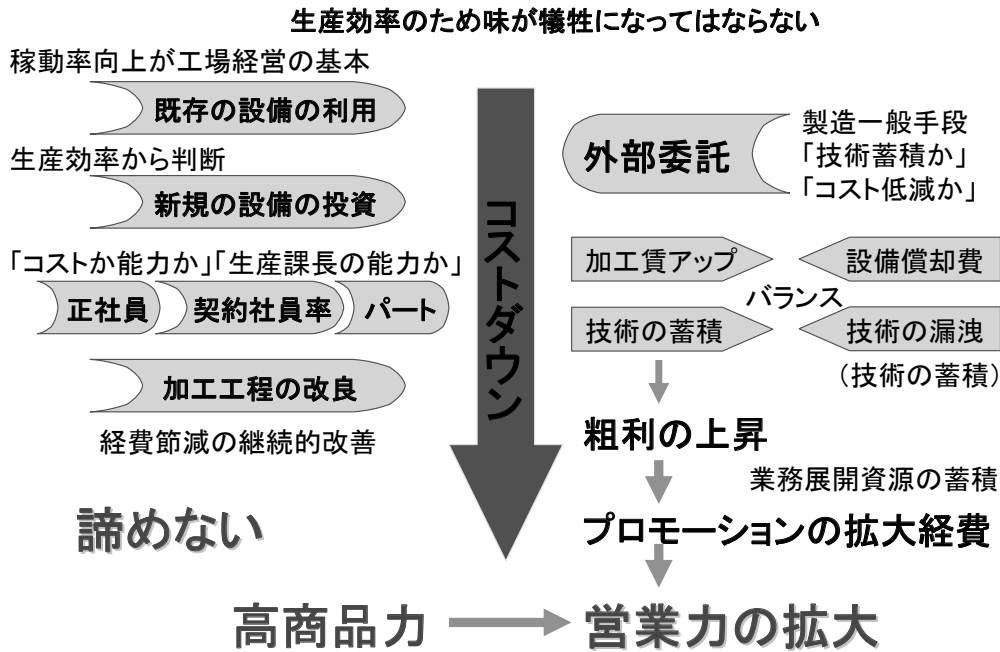 生産効率のため味が犠牲になってはならない
稼動率向上が工場経営の基本
既存の設備の利用
生産効率から判断
新規の設備の投資
「コストか能力か」「生産課長の能力か」
正社員
契約社員率
パート
加工工程の改良
経費節減の継続的改善
諦めない
コストダウン
外部委託
製造一般手段
「技術蓄積か」
「コスト低減か」
加工賃アップ
設備償却費
バランス
技術の蓄積
技術の漏洩
（技術の蓄積）
粗利の上昇
業務展開資源の蓄積
プロモーションの拡大経費
高商品力
営業力の拡大